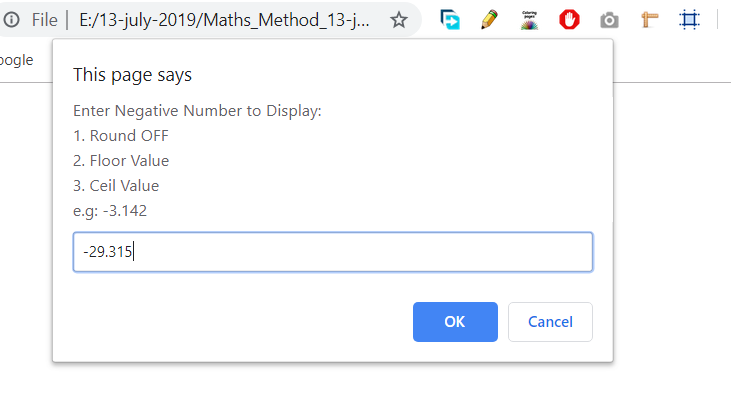 File | E:/13-july-2019/Maths_Method_13-j...
oogle
This page says
Enter Negative Number to Display:
1. Round OFF
2. Floor Value
3. Ceil Value
e.g: -3.142
-29.315
OK Cancel